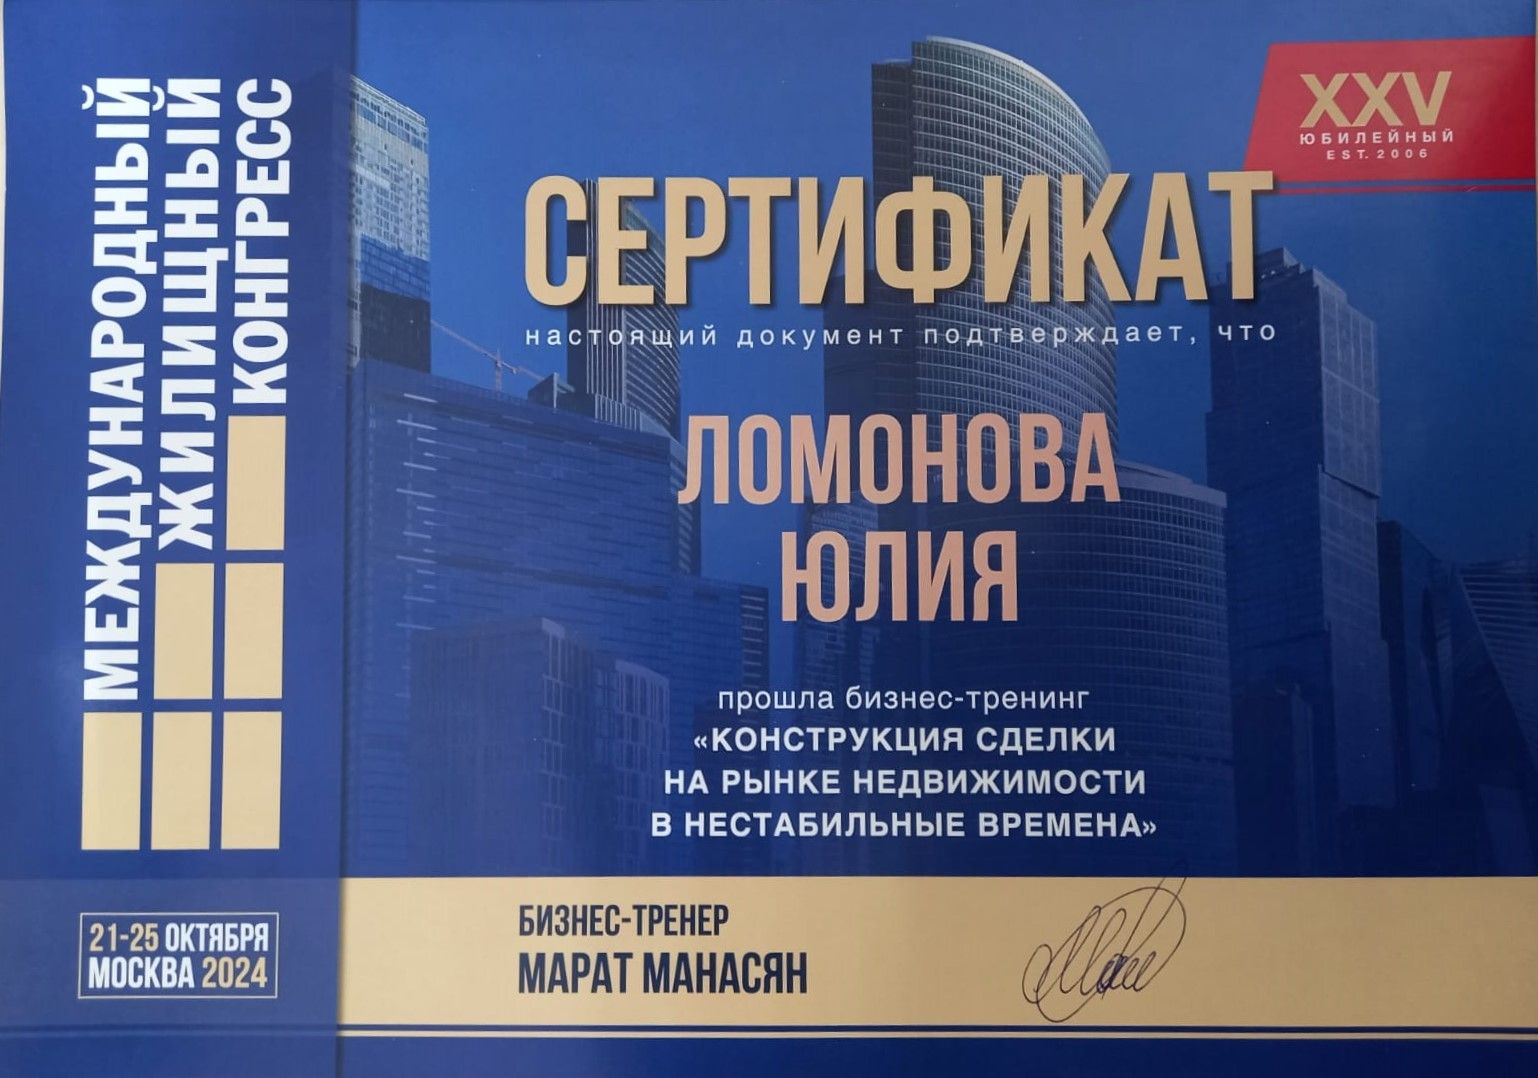 МЕЖДУНАРОДНЫЙ
ЖИЛИЩНЫЙ
КОНГРЕСС
XXV
ЮБИЛЕЙНЫЙ
EST. 2006
СЕРТИФИКАТ
настоящий документ подтверждает, что
ЛОМОНОВА
ЮЛИЯ
прошла бизнес-тренинг
«КОНСТРУКЦИЯ СДЕЛКИ
НА РЫНКЕ НЕДВИЖИМОСТИ
В НЕСТАБИЛЬНЫЕ ВРЕМЕНА»
21-25 ОКТЯБРЯ
МОСКВА 2024
БИЗНЕС-ТРЕНЕР
МАРАТ МАНАСЯН